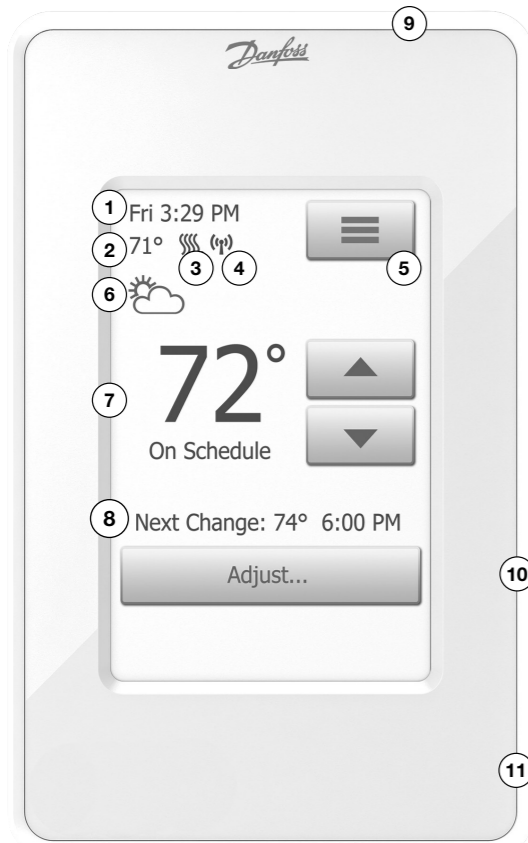 9
Danfoss
1 Fri 3:29 PM
2 71°
3 4
5
6
7 72°
On Schedule
8 Next Change: 74° 6:00 PM
Adjust...
10
11